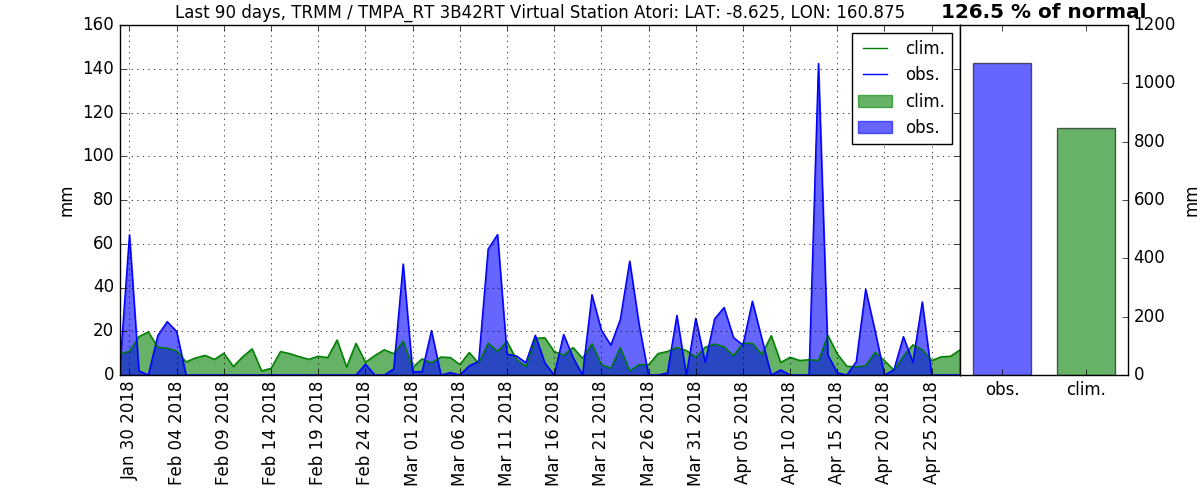 Last 90 days, TRMM / TMPA_RT 3B42RT Virtual Station Atori: LAT: -8.625, LON: 160.875
126.5 % of normal
160
140
120
100
80
60
40
20
0
mm
clim.
obs.
clim.
obs.
1200
1000
800
600
400
200
0
mm
Jan 30 2018
Feb 04 2018
Feb 09 2018
Feb 14 2018
Feb 19 2018
Feb 24 2018
Mar 01 2018
Mar 06 2018
Mar 11 2018
Mar 16 2018
Mar 21 2018
Mar 26 2018
Mar 31 2018
Apr 05 2018
Apr 10 2018
Apr 15 2018
Apr 20 2018
Apr 25 2018
obs.
clim.